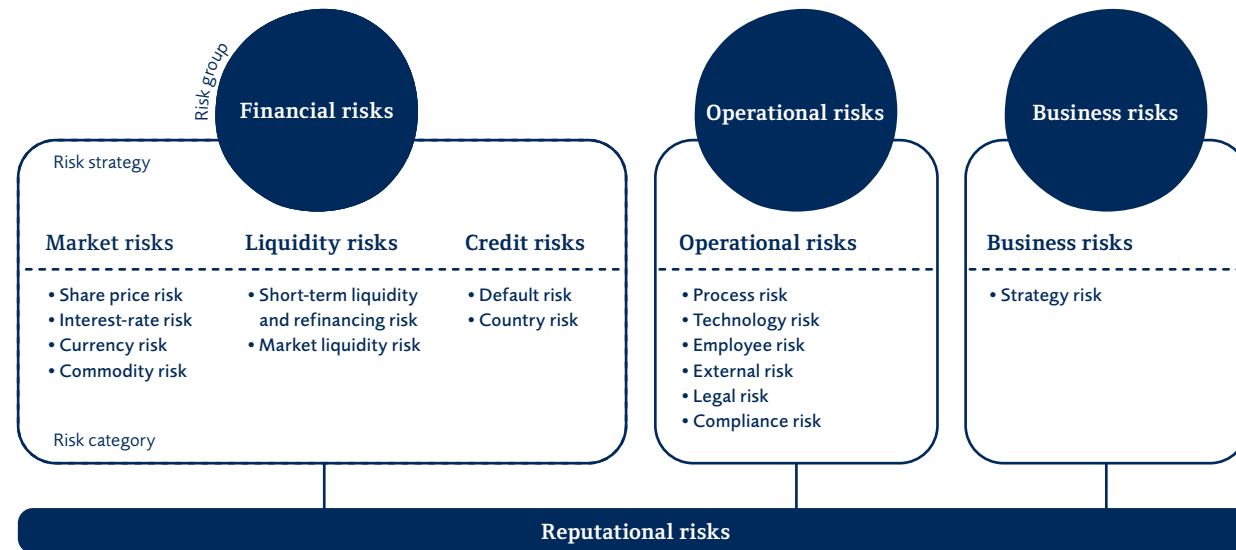 Risk group
Financial risks
Operational risks
Business risks
Risk strategy
Market risks
• Share price risk
• Interest-rate risk
• Currency risk
• Commodity risk
Liquidity risks
• Short-term liquidity
and refinancing risk
• Market liquidity risk
Credit risks
• Default risk
• Country risk
Risk category
Operational risks
• Process risk
• Technology risk
• Employee risk
• External risk
• Legal risk
• Compliance risk
Business risks
• Strategy risk
Reputational risks